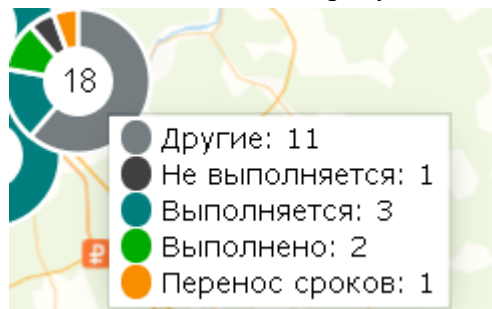 18
Другие: 11
Не выполняется: 1
Выполняется: 3
Выполнено: 2
Перенос сроков: 1
₽